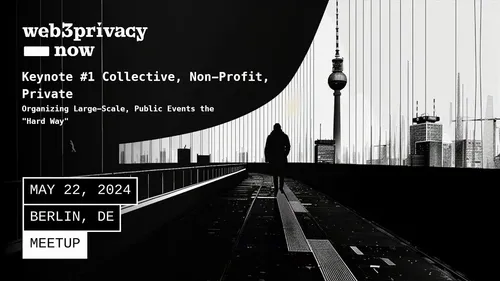 web3privacy
now
Keynote #1 Collective, Non-Profit,
Private
Organizing Large-Scale, Public Events the
"Hard Way"
MAY 22, 2024
BERLIN, DE
MEETUP